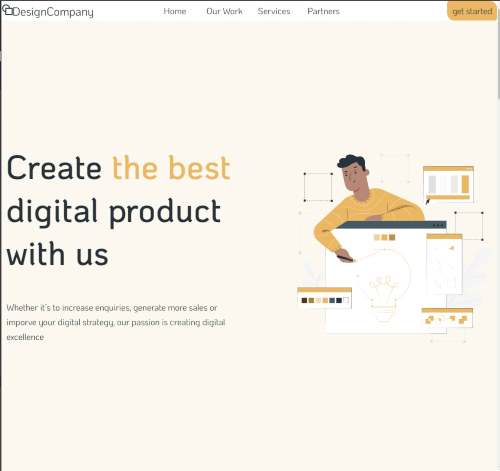 DesignCompany
Home Our Work Services Partners
get started
Create the best
digital product
with us
Whether it's to increase enquiries, generate more sales or
imporve your digital strategy, our passion is creating digital
excellence